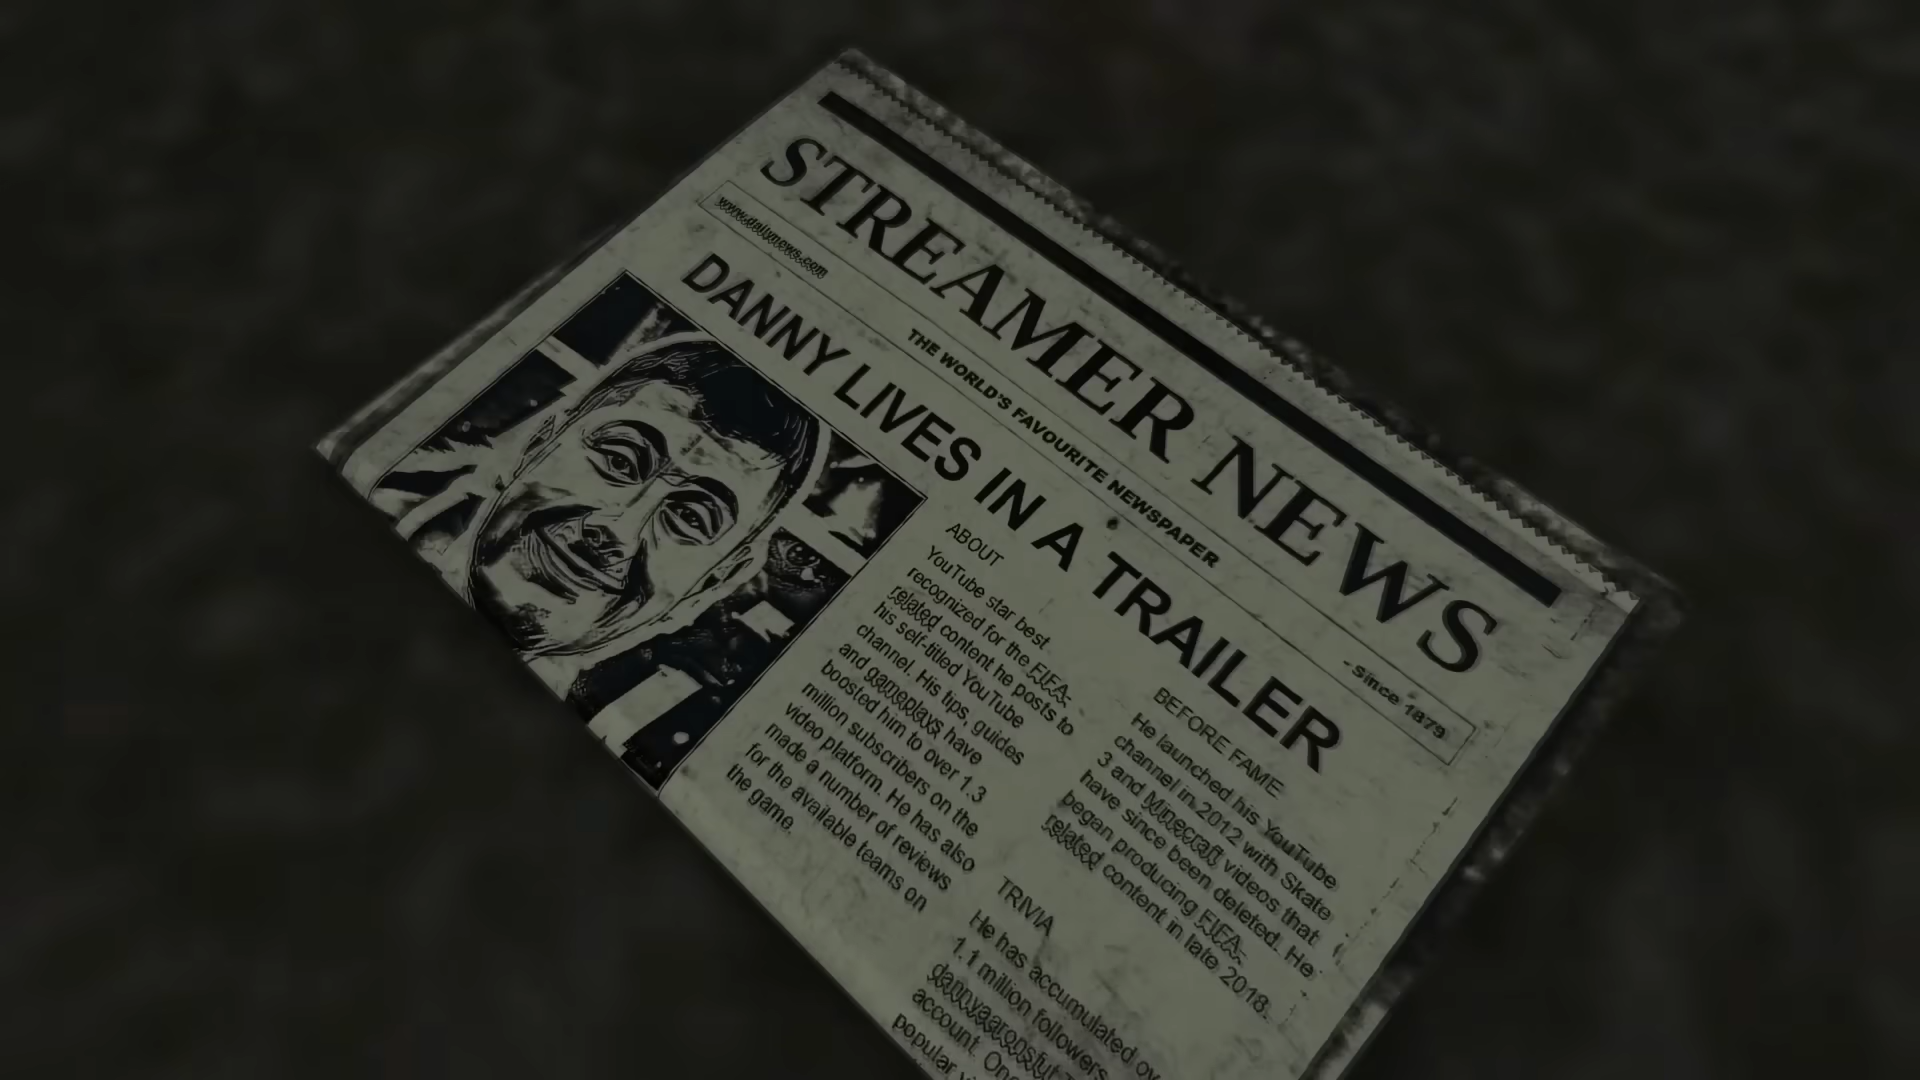 STREAMER NEWS
www.dailynews.com
THE WORLD'S FAVOURITE NEWSPAPER
- Since 1879
DANNY LIVES IN A TRAILER
ABOUT
YouTube star best
recognized for the FIFA-
related content he posts to
his self-titled YouTube
channel. His tips, guides
and gameplays have
boosted him to over 1.3
million subscribers on the
video platform. He has also
made a number of reviews
for the available teams on
the game.
BEFORE FAME
He launched his YouTube
channel in 2012 with Skate
3 and Minecraft videos that
have since been deleted. He
began producing FIFA-
related content in late 2018.
TRIVIA
He has accumulated
1.1 million followers
dannyaaronsfut
account. One
popular